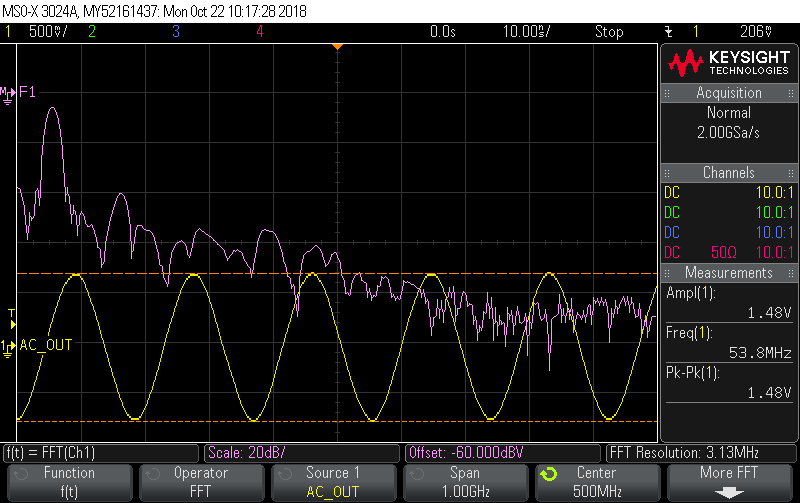 MSO-X 3024A, MY52161437: Mon Oct 22 10:17:28 2018
1 500mV/ 2 3 4 0.0s 10.00ns/ Stop 1 206mV
KEYSIGHT
TECHNOLOGIES
Acquisition
Normal
2.00GSa/s
Channels
DC 10.0:1
DC 10.0:1
DC 10.0:1
DC 50Ω 10.0:1
Measurements
Ampl(1):
1.48V
Freq(1):
53.8MHz
Pk-Pk(1):
1.48V
M F1
T
1 AC_OUT
f(t) = FFT(Ch1) Scale: 20dB/ Offset: -60.000dBV FFT Resolution: 3.13MHz
Function
f(t)
Operator
FFT
Source 1
AC_OUT
Span
1.00GHz
Center
500MHz
More FFT